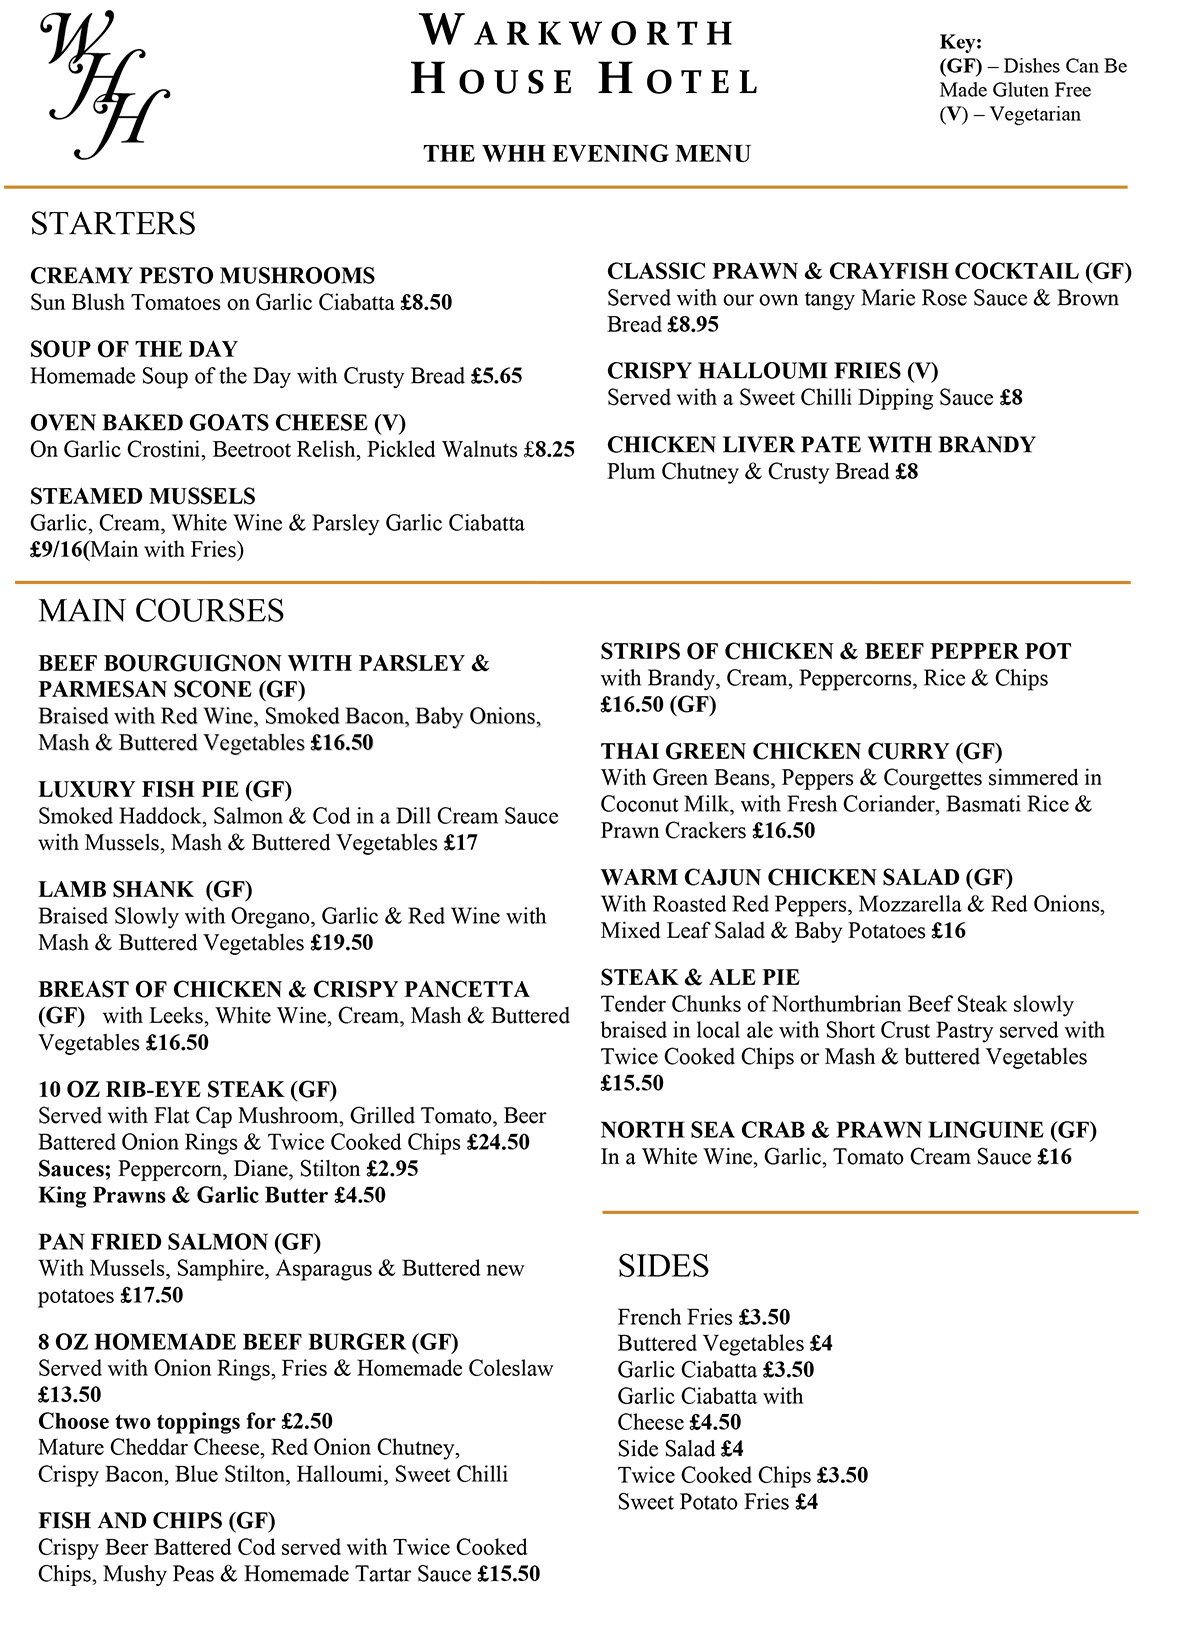 WHH
WARKWORTH
HOUSE HOTEL
THE WHH EVENING MENU
Key:
(GF) – Dishes Can Be
Made Gluten Free
(V) – Vegetarian
STARTERS
CREAMY PESTO MUSHROOMS
Sun Blush Tomatoes on Garlic Ciabatta £8.50
SOUP OF THE DAY
Homemade Soup of the Day with Crusty Bread £5.65
OVEN BAKED GOATS CHEESE (V)
On Garlic Crostini, Beetroot Relish, Pickled Walnuts £8.25
STEAMED MUSSELS
Garlic, Cream, White Wine & Parsley Garlic Ciabatta
£9/16(Main with Fries)
CLASSIC PRAWN & CRAYFISH COCKTAIL (GF)
Served with our own tangy Marie Rose Sauce & Brown
Bread £8.95
CRISPY HALLOUMI FRIES (V)
Served with a Sweet Chilli Dipping Sauce £8
CHICKEN LIVER PATE WITH BRANDY
Plum Chutney & Crusty Bread £8
MAIN COURSES
BEEF BOURGUIGNON WITH PARSLEY &
PARMESAN SCONE (GF)
Braised with Red Wine, Smoked Bacon, Baby Onions,
Mash & Buttered Vegetables £16.50
LUXURY FISH PIE (GF)
Smoked Haddock, Salmon & Cod in a Dill Cream Sauce
with Mussels, Mash & Buttered Vegetables £17
LAMB SHANK (GF)
Braised Slowly with Oregano, Garlic & Red Wine with
Mash & Buttered Vegetables £19.50
BREAST OF CHICKEN & CRISPY PANCETTA
(GF) with Leeks, White Wine, Cream, Mash & Buttered
Vegetables £16.50
10 OZ RIB-EYE STEAK (GF)
Served with Flat Cap Mushroom, Grilled Tomato, Beer
Battered Onion Rings & Twice Cooked Chips £24.50
Sauces; Peppercorn, Diane, Stilton £2.95
King Prawns & Garlic Butter £4.50
PAN FRIED SALMON (GF)
With Mussels, Samphire, Asparagus & Buttered new
potatoes £17.50
8 OZ HOMEMADE BEEF BURGER (GF)
Served with Onion Rings, Fries & Homemade Coleslaw
£13.50
Choose two toppings for £2.50
Mature Cheddar Cheese, Red Onion Chutney,
Crispy Bacon, Blue Stilton, Halloumi, Sweet Chilli
FISH AND CHIPS (GF)
Crispy Beer Battered Cod served with Twice Cooked
Chips, Mushy Peas & Homemade Tartar Sauce £15.50
STRIPS OF CHICKEN & BEEF PEPPER POT
with Brandy, Cream, Peppercorns, Rice & Chips
£16.50 (GF)
THAI GREEN CHICKEN CURRY (GF)
With Green Beans, Peppers & Courgettes simmered in
Coconut Milk, with Fresh Coriander, Basmati Rice &
Prawn Crackers £16.50
WARM CAJUN CHICKEN SALAD (GF)
With Roasted Red Peppers, Mozzarella & Red Onions,
Mixed Leaf Salad & Baby Potatoes £16
STEAK & ALE PIE
Tender Chunks of Northumbrian Beef Steak slowly
braised in local ale with Short Crust Pastry served with
Twice Cooked Chips or Mash & buttered Vegetables
£15.50
NORTH SEA CRAB & PRAWN LINGUINE (GF)
In a White Wine, Garlic, Tomato Cream Sauce £16
SIDES
French Fries £3.50
Buttered Vegetables £4
Garlic Ciabatta £3.50
Garlic Ciabatta with
Cheese £4.50
Side Salad £4
Twice Cooked Chips £3.50
Sweet Potato Fries £4